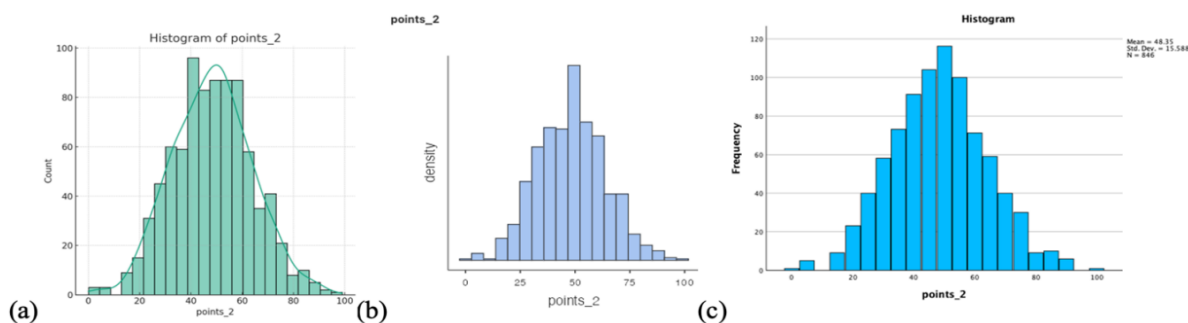 Histogram of points_2
100
80
60
40
20
0
Count
0 20 40 60 80 100
points_2
(a)
points_2
density
0 25 50 75 100
points_2
(b)
Histogram
Mean = 48.35
Std. Dev. = 15.588
N = 846
120
100
80
60
40
20
0
Frequency
0 20 40 60 80 100
points_2
(c)